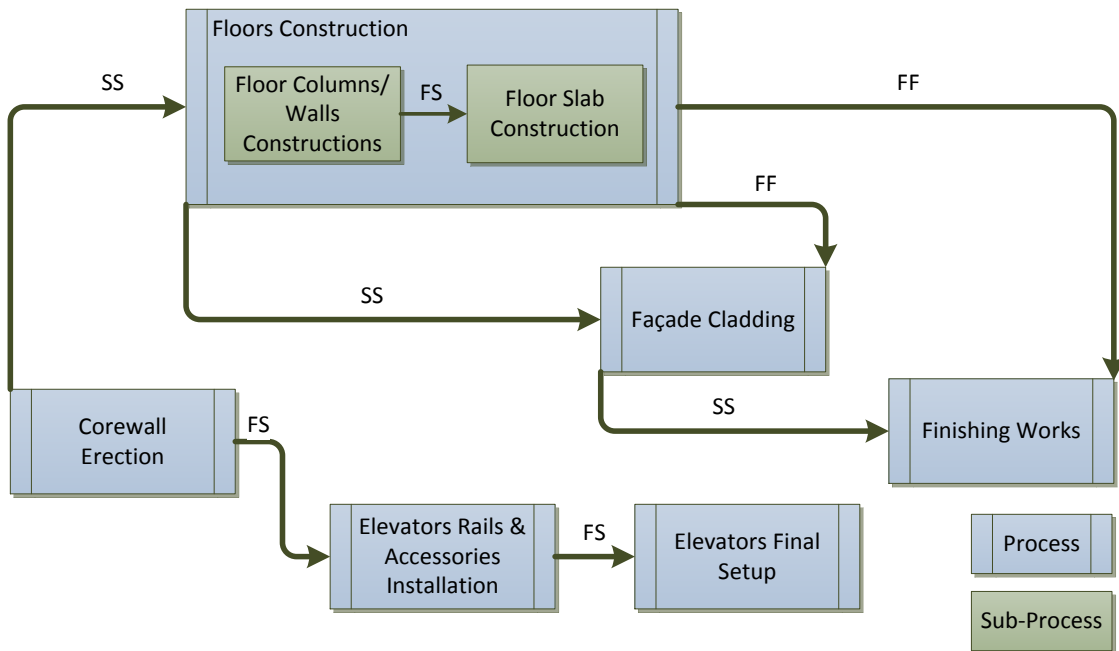 Floors Construction
SS
Floor Columns/
Walls
Constructions
FS
Floor Slab
Construction
FF
FF
SS
Façade Cladding
SS
Corewall
Erection
FS
Finishing Works
Elevators Rails &
Accessories
Installation
FS
Elevators Final
Setup
Process
Sub-Process